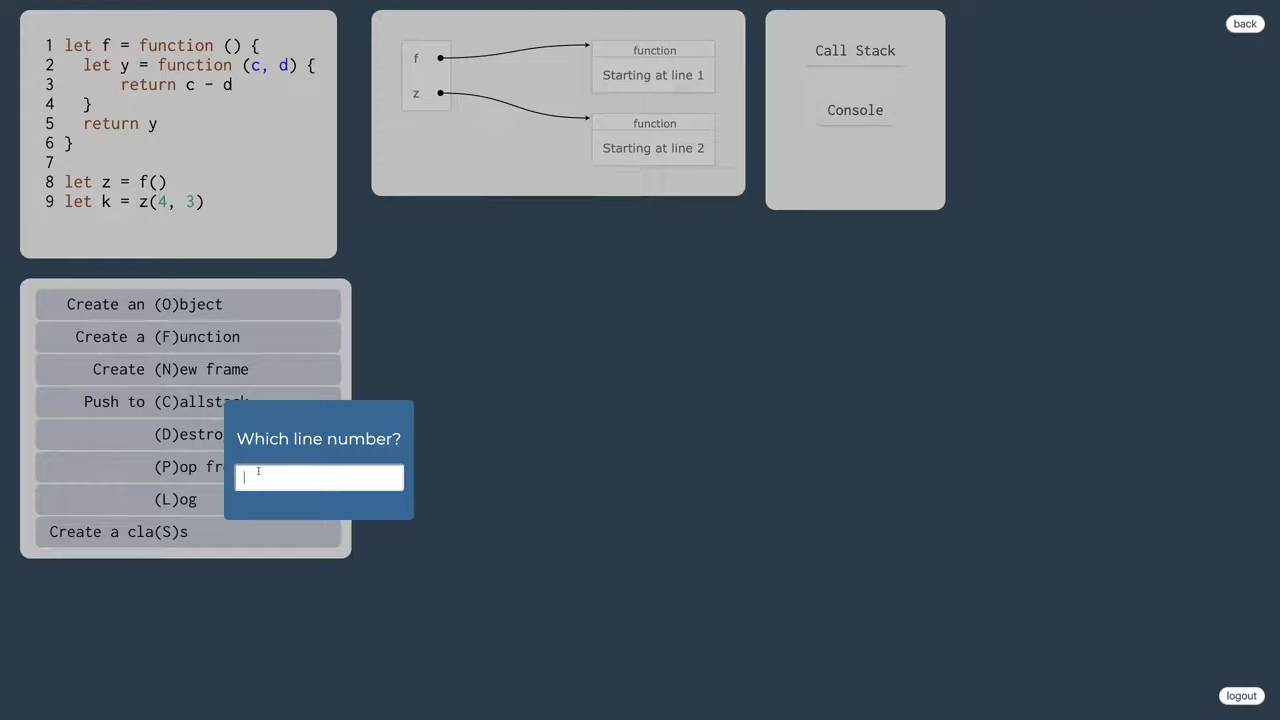 back
1 let f = function () {
2 let y = function (c, d) {
3 return c - d
4 }
5 return y
6 }
7
8 let z = f()
9 let k = z(4, 3)
f
z
function
Starting at line 1
function
Starting at line 2
Call Stack
Console
Create an (O)bject
Create a (F)unction
Create (N)ew frame
Push to (C)allstack
(D)estro
(P)op fr
(L)og
Create a cla(S)s
Which line number?
logout